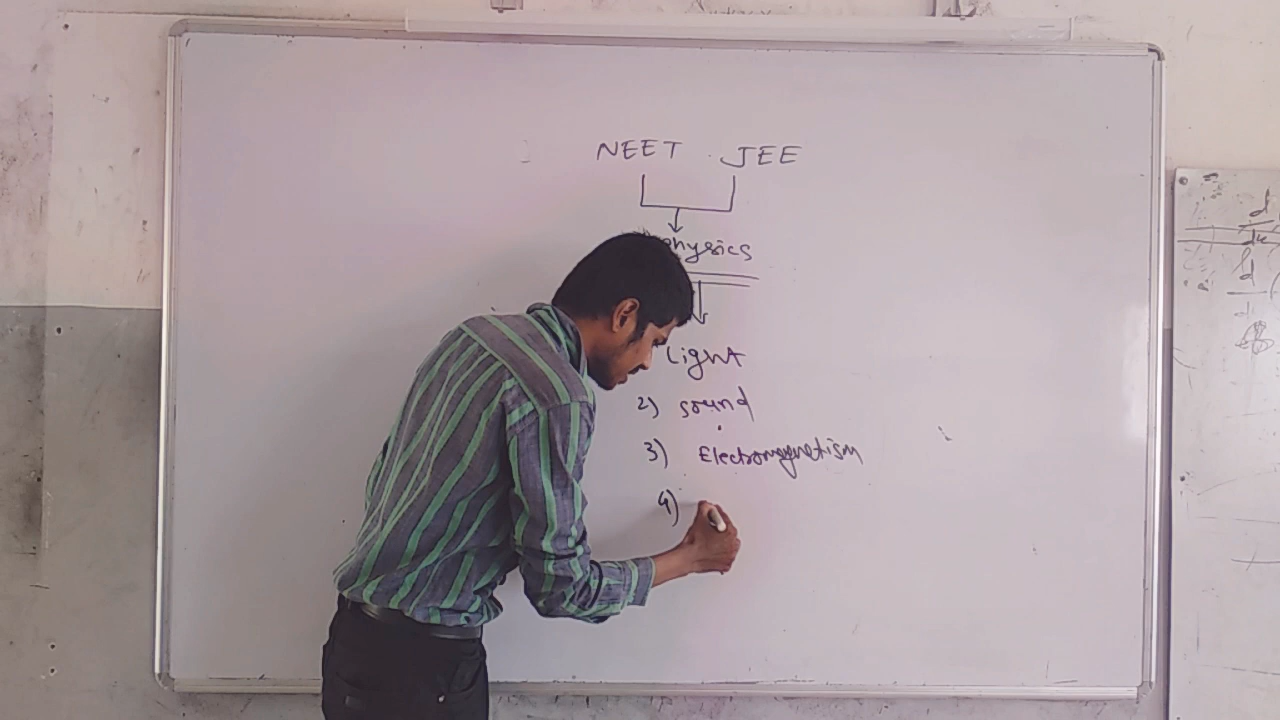 NEET JEE
physics
Light
2) sound
3) Electromagnetism
4)